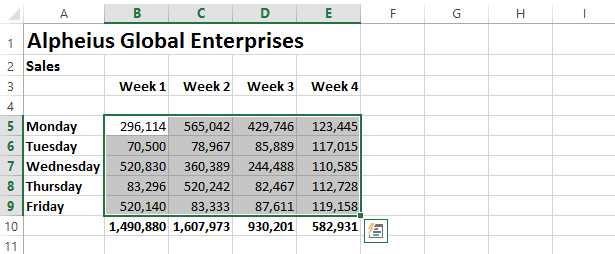 A B C D E F G H I
1 Alpheius Global Enterprises
2 Sales
3 Week 1 Week 2 Week 3 Week 4
4
5 Monday 296,114 565,042 429,746 123,445
6 Tuesday 70,500 78,967 85,889 117,015
7 Wednesday 520,830 360,389 244,488 110,585
8 Thursday 83,296 520,242 82,467 112,728
9 Friday 520,140 83,333 87,611 119,158
10 1,490,880 1,607,973 930,201 582,931
11